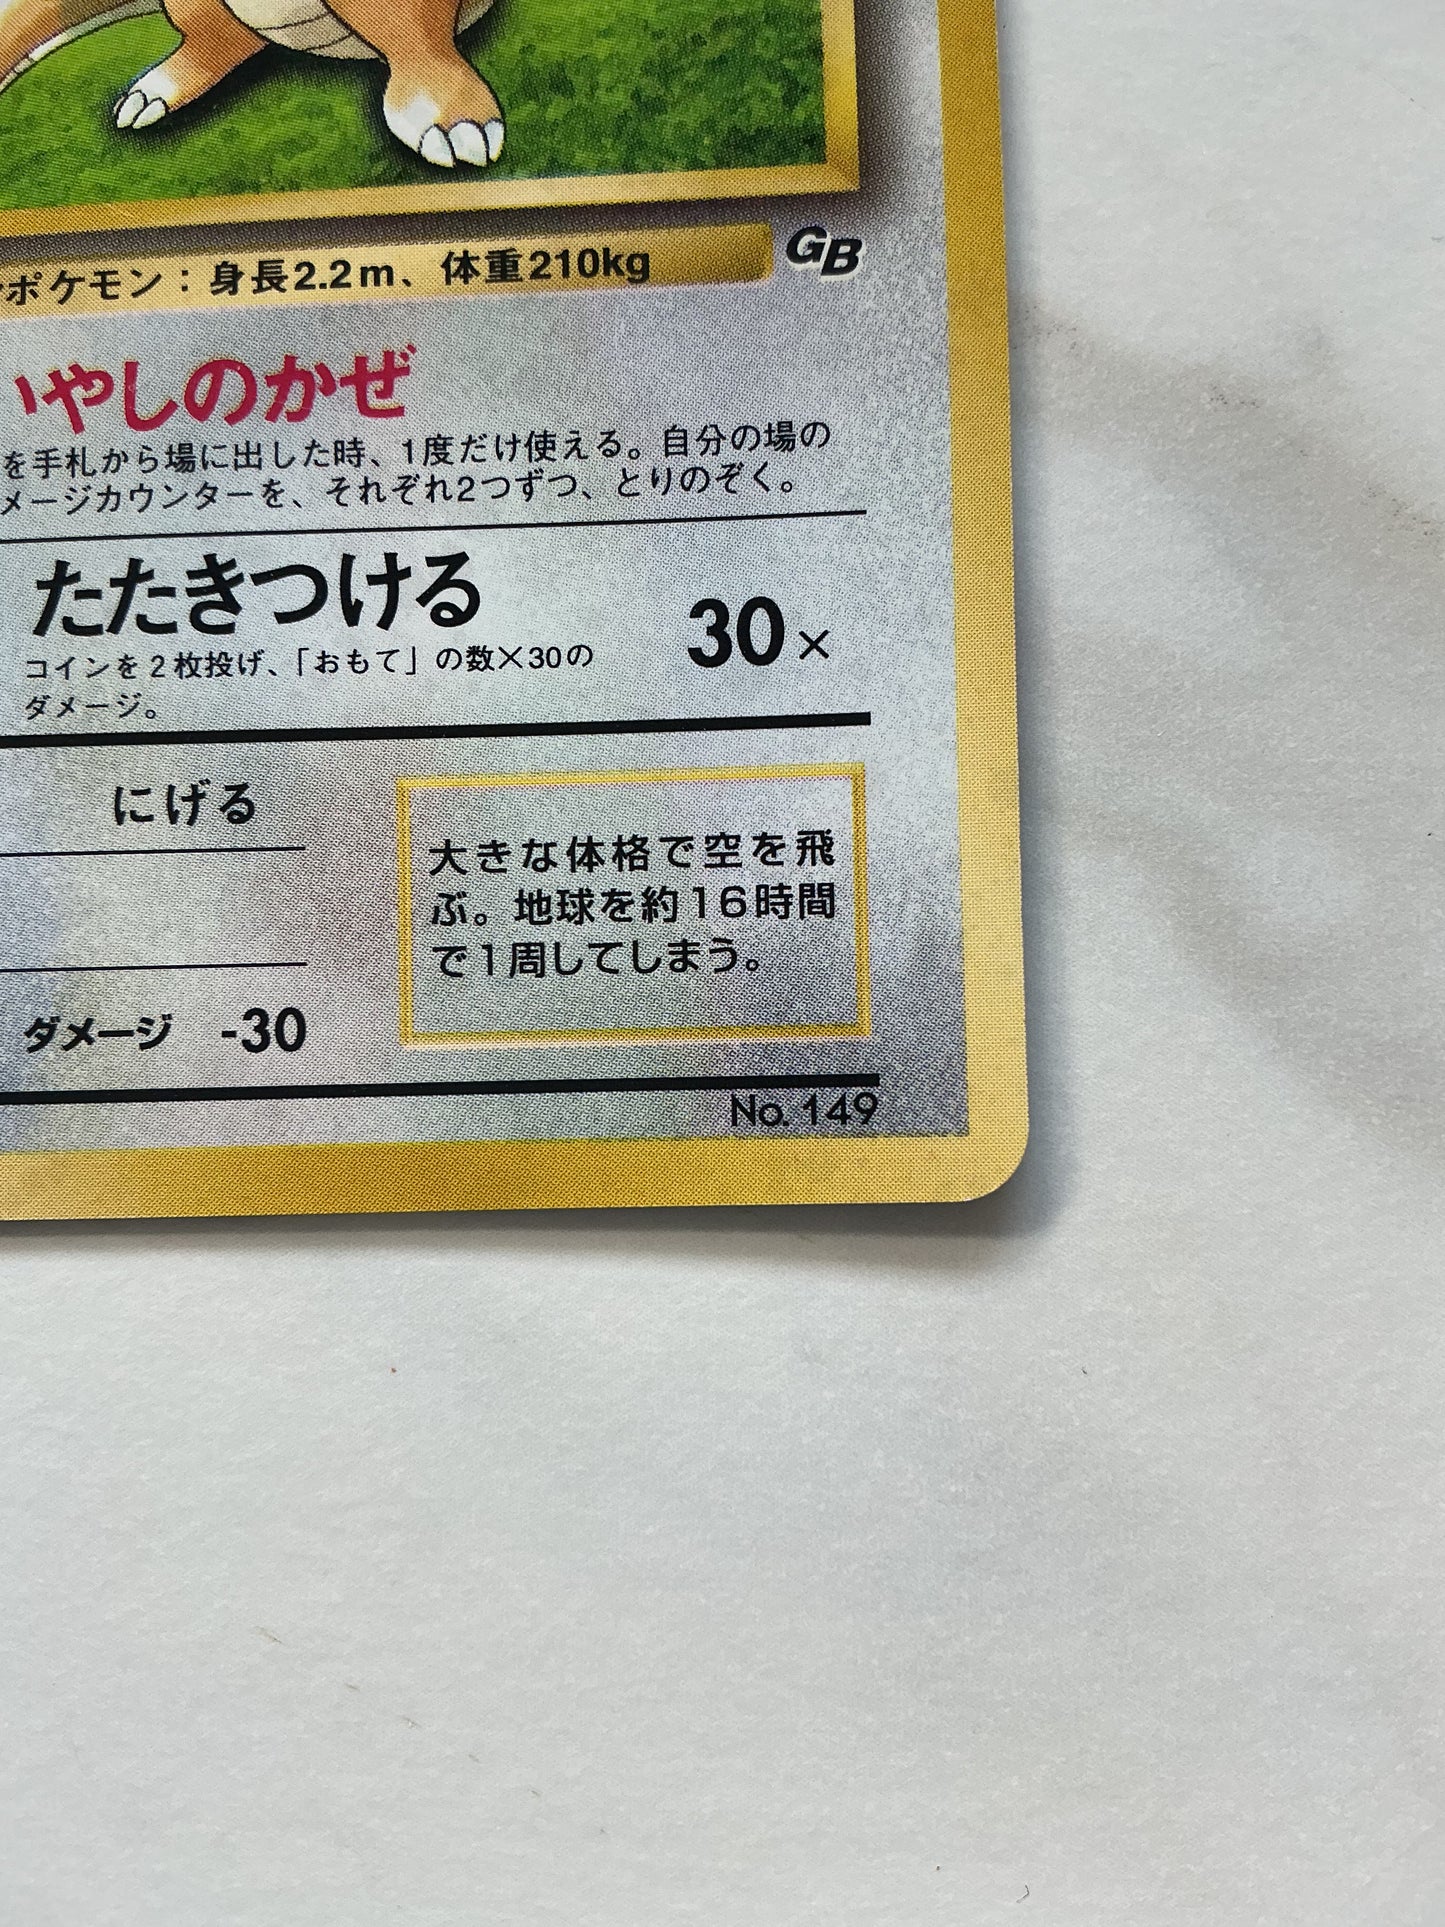 ポケモン：身長2.2m、体重210kg
GB
いやしのかぜ
を手札から場に出した時、1度だけ使える。自分の場の
メージカウンターを、それぞれ2つずつ、とりのぞく。
たたきつける
30×
コインを2枚投げ、「おもて」の数×30の
ダメージ。
にげる
大きな体格で空を飛
ぶ。地球を約16時間
で1周してしまう。
ダメージ -30
No. 149